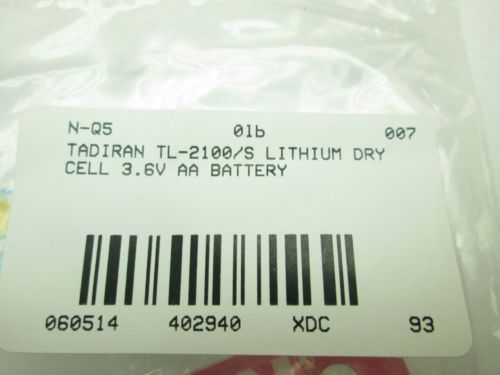 N-Q5 01b 007
TADIRAN TL-2100/S LITHIUM DRY
CELL 3.6V AA BATTERY
060514 402940 XDC 93